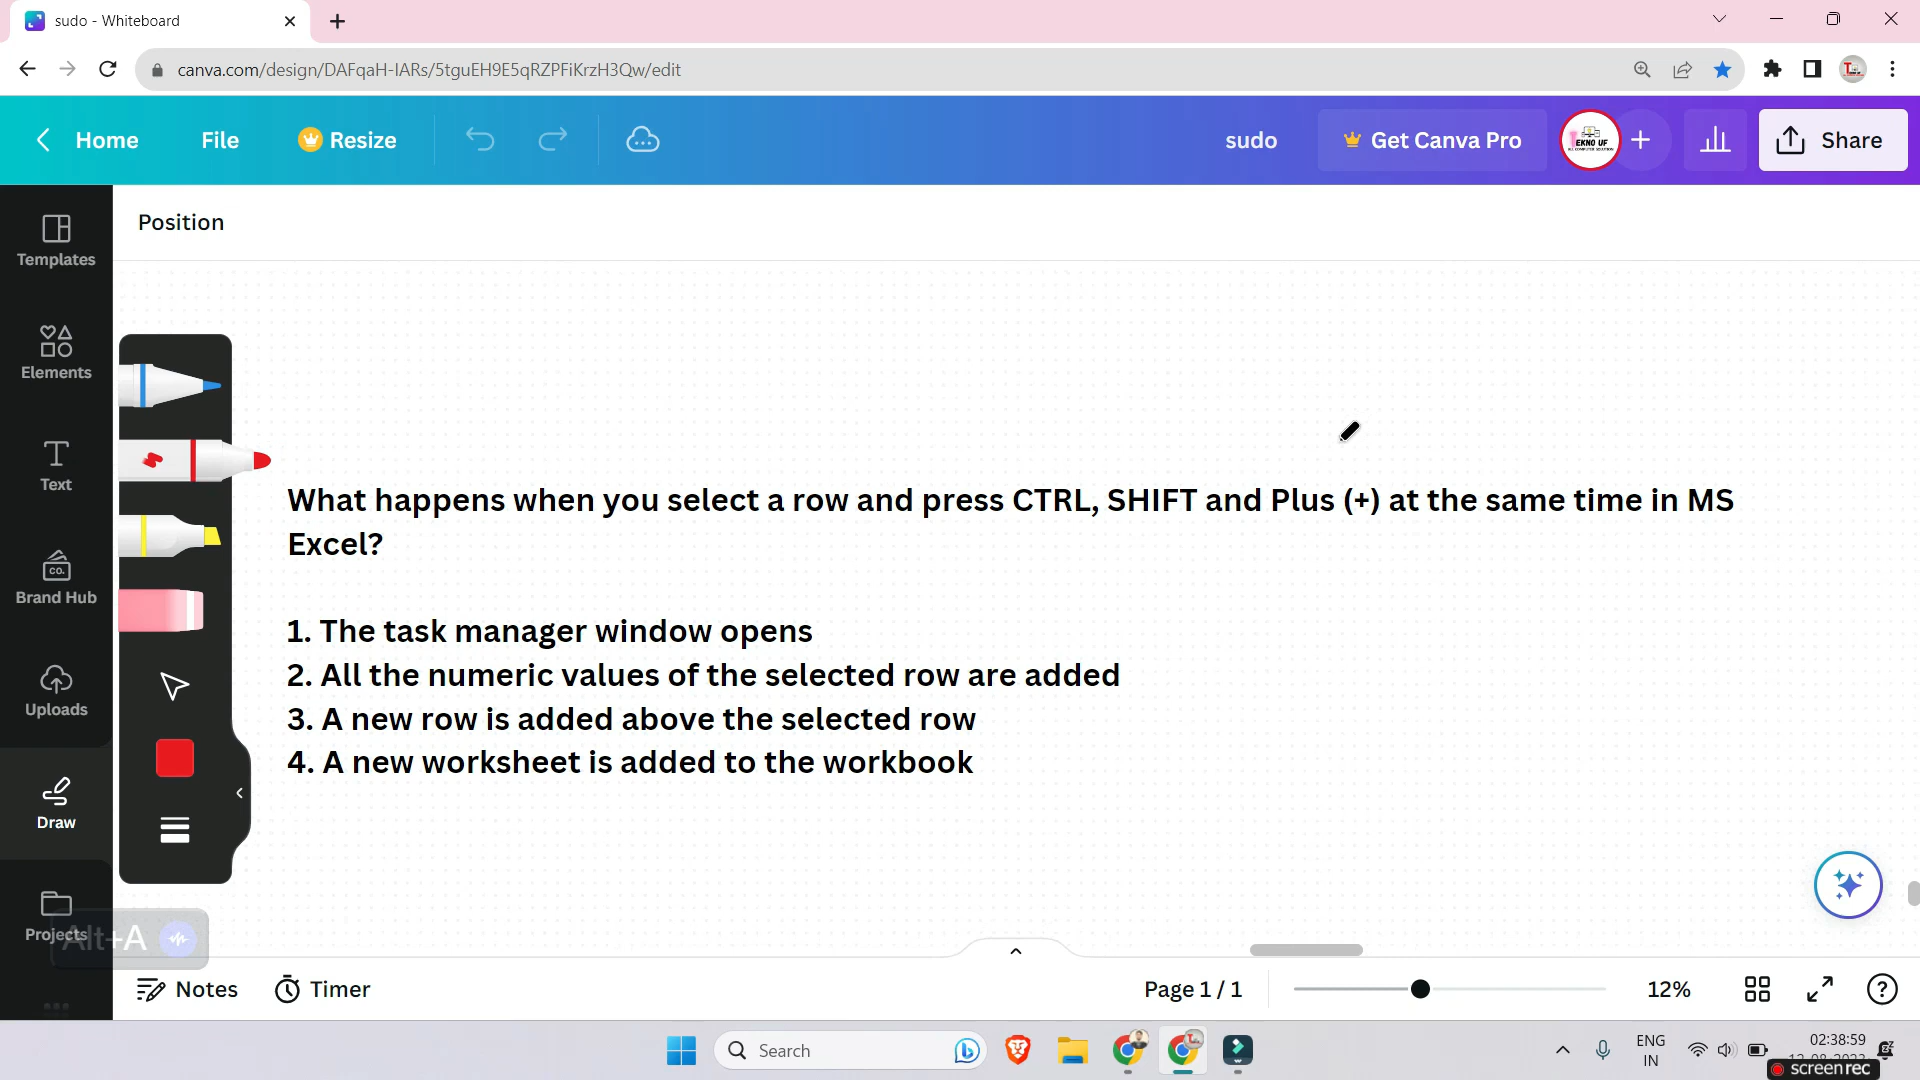 sudo - Whiteboard
canva.com/design/DAFqaH-IARs/5tguEH9E5qRZPFiKrzH3Qw/edit
Home File Resize sudo Get Canva Pro EKNO UF Share
Templates
Position
Elements
Text
Brand Hub
Uploads
Draw
Projects
Alt+A
What happens when you select a row and press CTRL, SHIFT and Plus (+) at the same time in MS
Excel?
1. The task manager window opens
2. All the numeric values of the selected row are added
3. A new row is added above the selected row
4. A new worksheet is added to the workbook
Notes Timer Page 1 / 1 12%
Search ENG
IN
02:38:59
screenrec